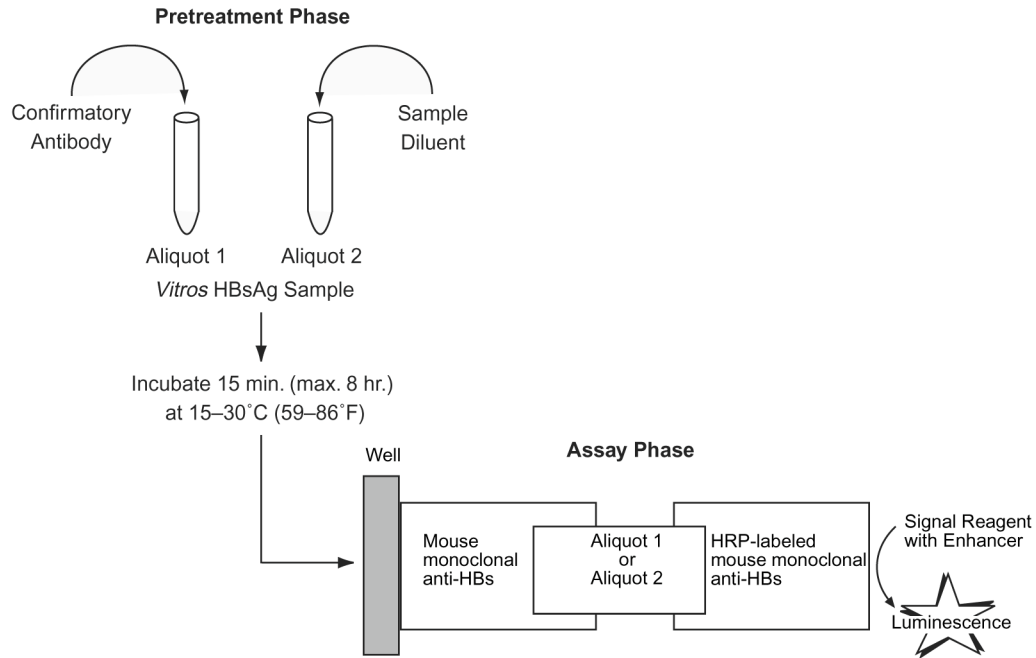 Pretreatment Phase
Confirmatory
Antibody
Sample
Diluent
Aliquot 1
Aliquot 2
Vitros HBsAg Sample
Incubate 15 min. (max. 8 hr.)
at 15–30˚C (59–86˚F)
Assay Phase
Well
Mouse
monoclonal
anti-HBs
Aliquot 1
or
Aliquot 2
HRP-labeled
mouse monoclonal
anti-HBs
Signal Reagent
with Enhancer
Luminescence